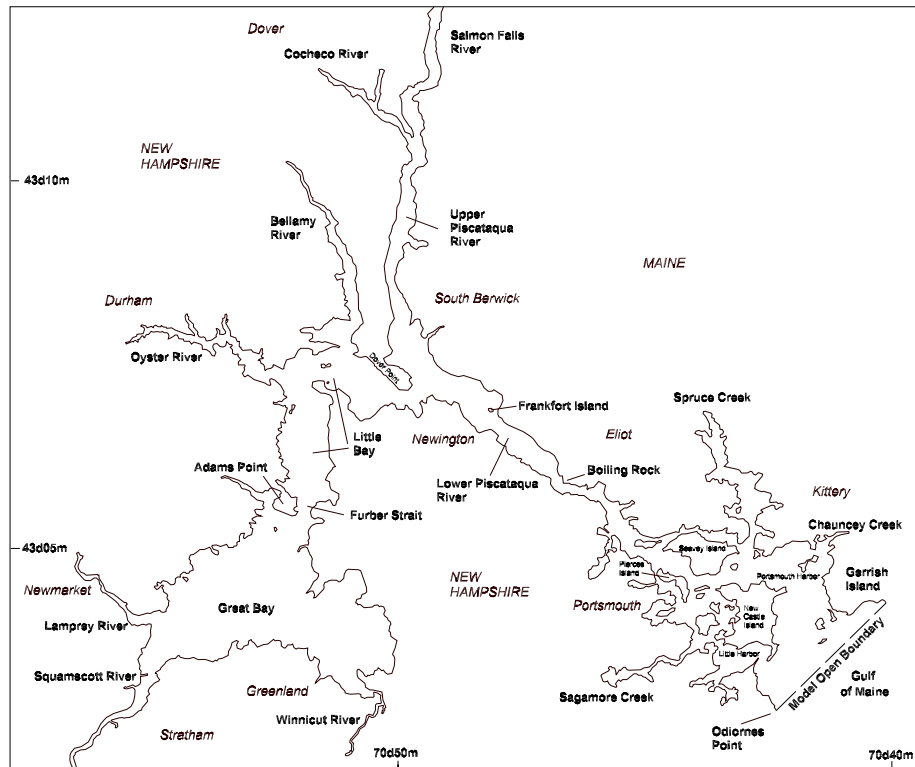 Dover
Salmon Falls
River
Cocheco River
NEW
HAMPSHIRE
43d10m
Bellamy
River
Upper
Piscataqua
River
MAINE
Durham
South Berwick
Oyster River
Dover Point
Frankfort Island
Spruce Creek
Little
Bay
Newington
Eliot
Adams Point
Lower Piscataqua
River
Boiling Rock
Kittery
Furber Strait
Chauncey Creek
43d05m
Seavey Island
Newmarket
NEW
HAMPSHIRE
Pierces
Island
Portsmouth Harbor
Gerrish
Island
Great Bay
Portsmouth
New
Castle
Island
Lamprey River
Little Harbor
Model Open Boundary
Squamscott River
Greenland
Sagamore Creek
Gulf
of Maine
Winnicut River
Stratham
Odiornes
Point
70d50m
70d40m